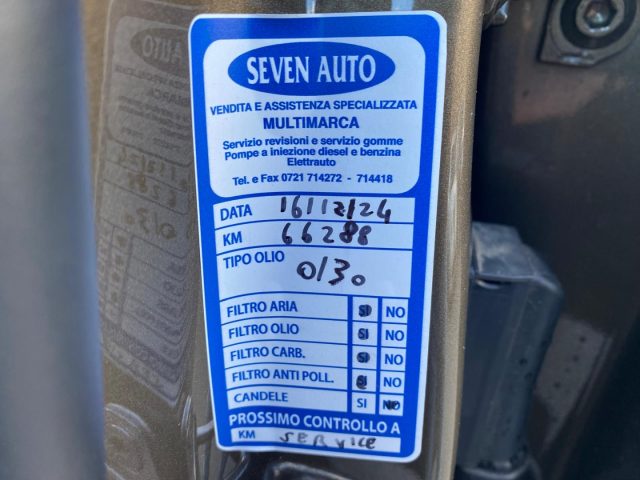 SEVEN AUTO
VENDITA E ASSISTENZA SPECIALIZZATA
MULTIMARCA
Servizio revisioni e servizio gomme
Pompe a iniezione diesel e benzina
Elettrauto
Tel. e Fax 0721 714272 - 714418
DATA 16/12/24
KM 66288
TIPO OLIO 0/30
FILTRO ARIA SI NO
FILTRO OLIO SI NO
FILTRO CARB. SI NO
FILTRO ANTI POLL. SI NO
CANDELE SI NO
PROSSIMO CONTROLLO A
KM SERVICE